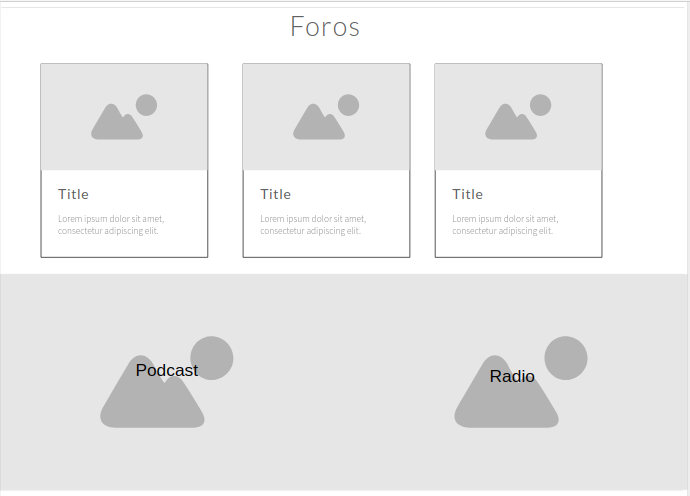 Foros
Title
Lorem ipsum dolor sit amet,
consectetur adipiscing elit.
Title
Lorem ipsum dolor sit amet,
consectetur adipiscing elit.
Title
Lorem ipsum dolor sit amet,
consectetur adipiscing elit.
Podcast
Radio